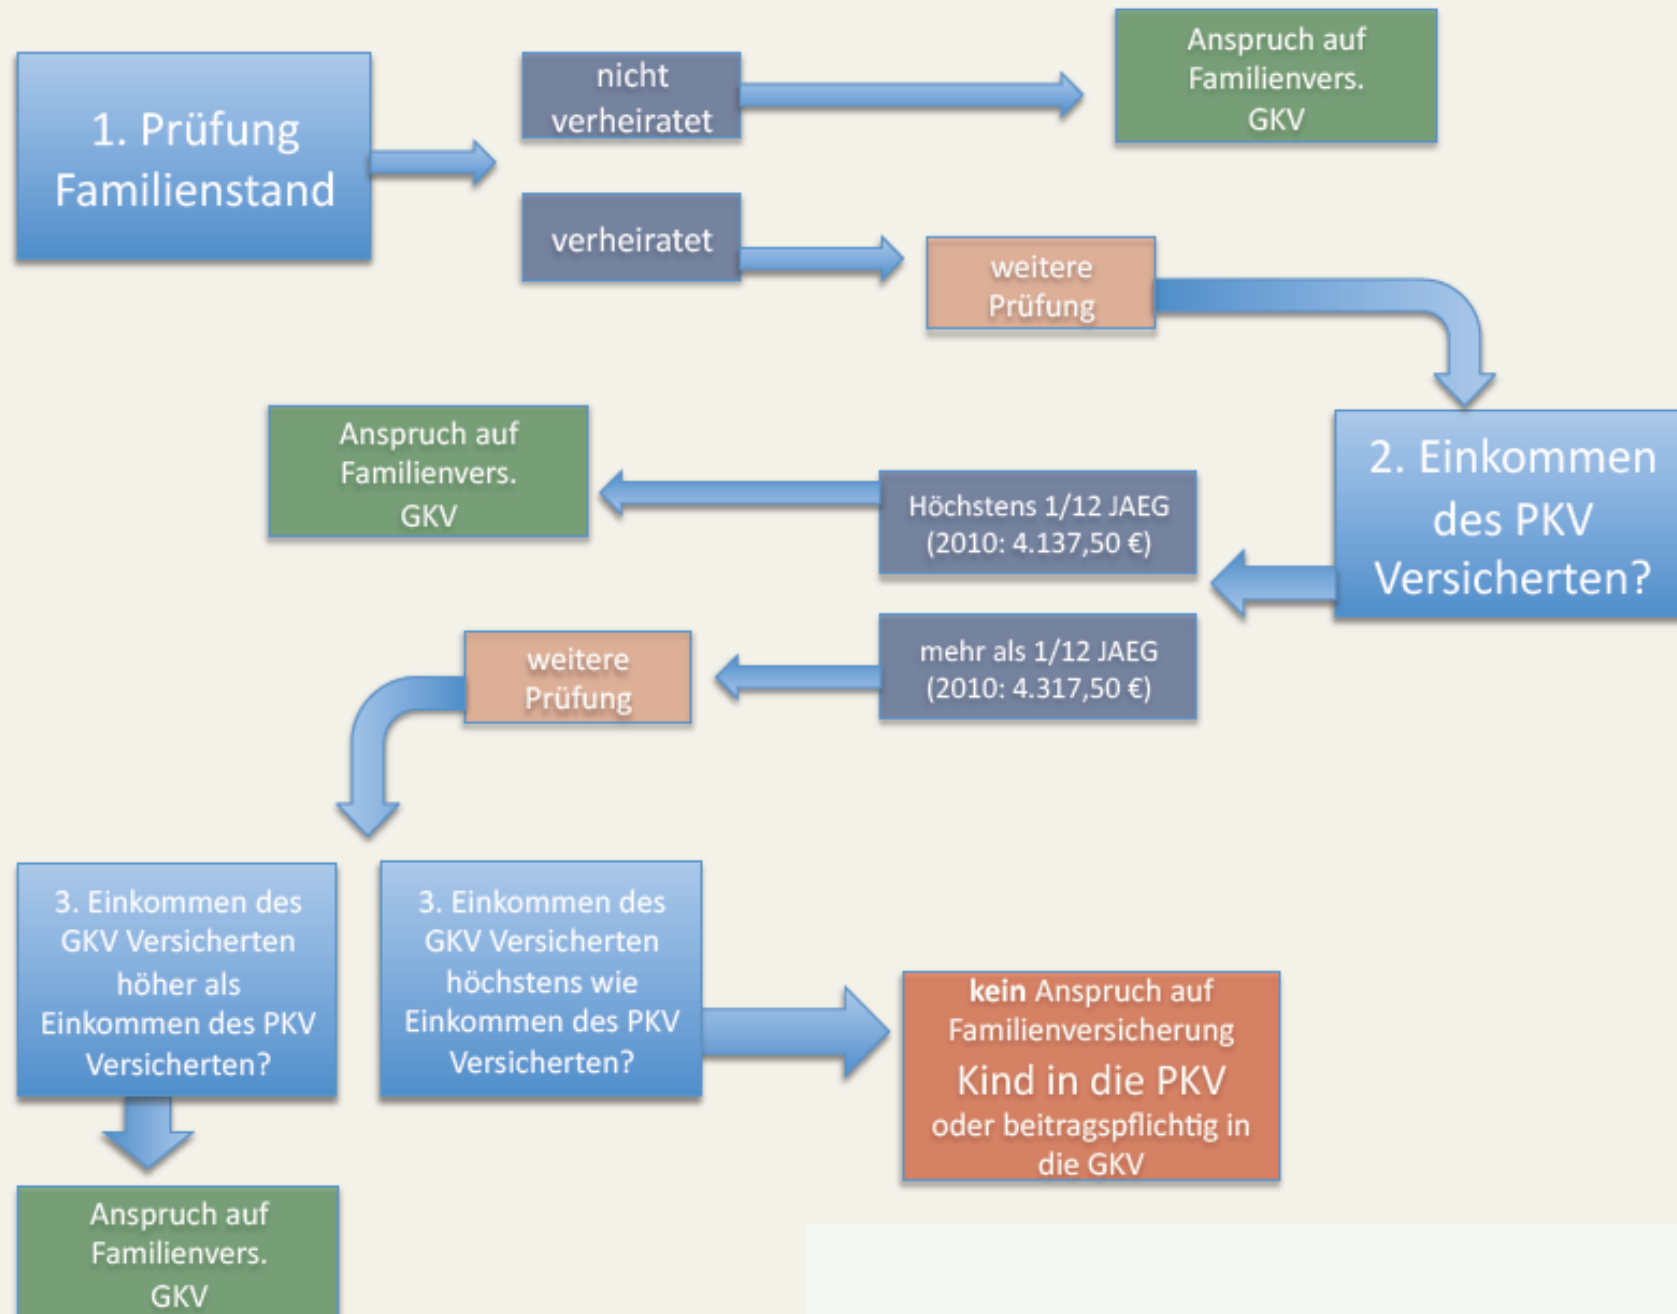 1. Prüfung
Familienstand
nicht
verheiratet
Anspruch auf
Familienvers.
GKV
verheiratet
weitere
Prüfung
2. Einkommen
des PKV
Versicherten?
Höchstens 1/12 JAEG
(2010: 4.137,50 €)
Anspruch auf
Familienvers.
GKV
mehr als 1/12 JAEG
(2010: 4.317,50 €)
weitere
Prüfung
3. Einkommen des
GKV Versicherten
höher als
Einkommen des PKV
Versicherten?
3. Einkommen des
GKV Versicherten
höchstens wie
Einkommen des PKV
Versicherten?
kein Anspruch auf
Familienversicherung
Kind in die PKV
oder beitragspflichtig in
die GKV
Anspruch auf
Familienvers.
GKV